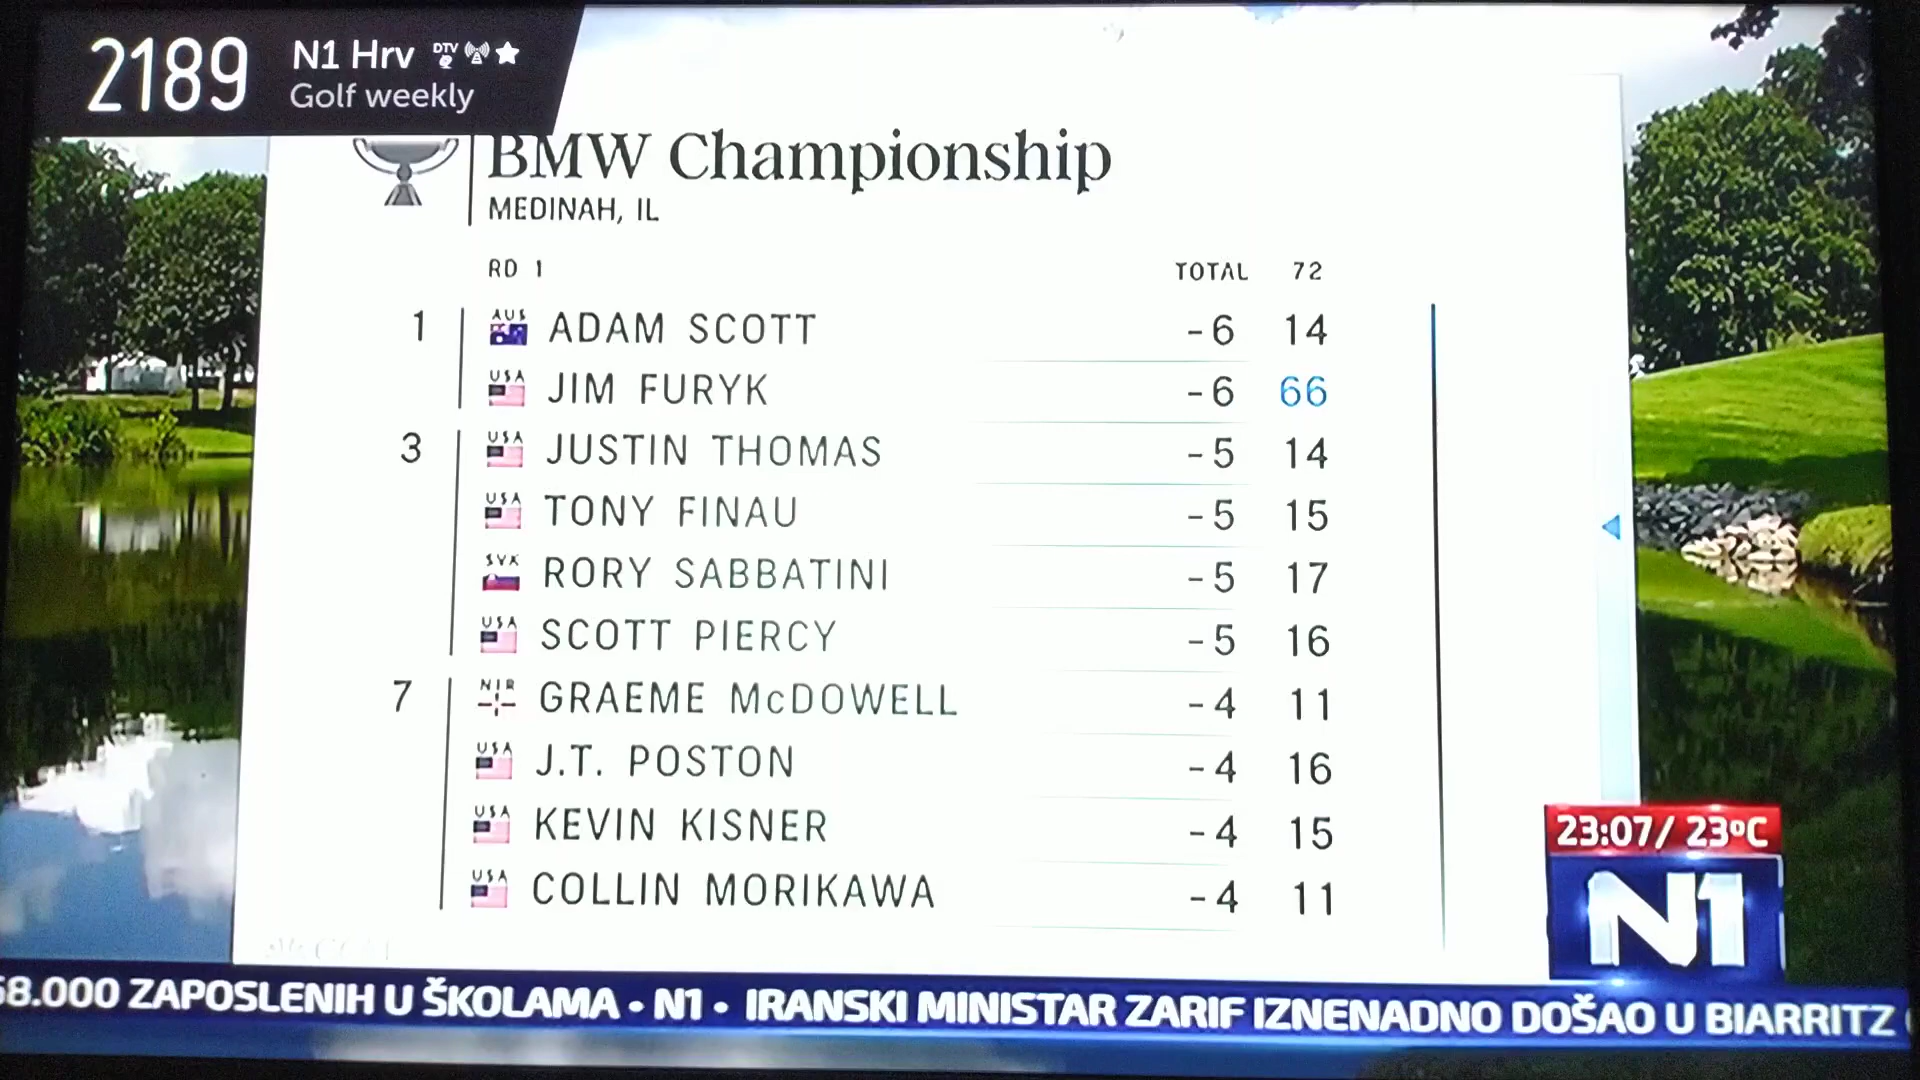 2189 N1 Hrv DTV
Golf weekly
BMW Championship
MEDINAH, IL
RD 1 TOTAL 72
1 AUS ADAM SCOTT -6 14
USA JIM FURYK -6 66
3 USA JUSTIN THOMAS -5 14
USA TONY FINAU -5 15
SVK RORY SABBATINI -5 17
USA SCOTT PIERCY -5 16
7 NIR GRAEME McDOWELL -4 11
USA J.T. POSTON -4 16
USA KEVIN KISNER -4 15
USA COLLIN MORIKAWA -4 11
23:07/ 23ºC
N1
58.000 ZAPOSLENIH U ŠKOLAMA • N1 • IRANSKI MINISTAR ZARIF IZNENADNO DOŠAO U BIARRITZ